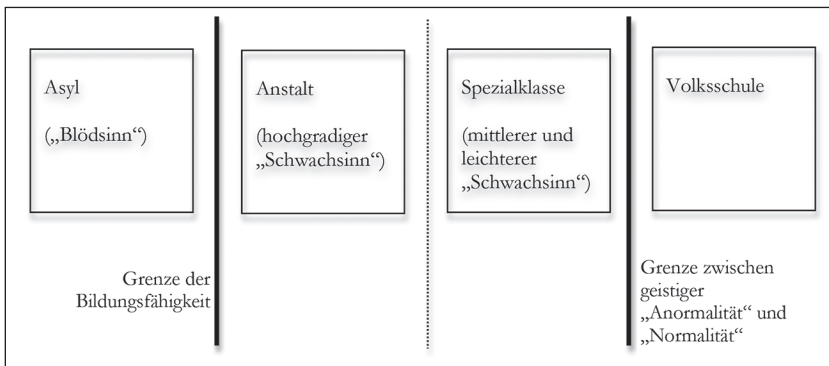 Asyl
(„Blödsinn“)
Anstalt
(hochgradiger
„Schwachsinn“)
Spezialklasse
(mittlerer und
leichterer
„Schwachsinn“)
Volksschule
Grenze der
Bildungsfähigkeit
Grenze zwischen
geistiger
„Anormalität“ und
„Normalität“